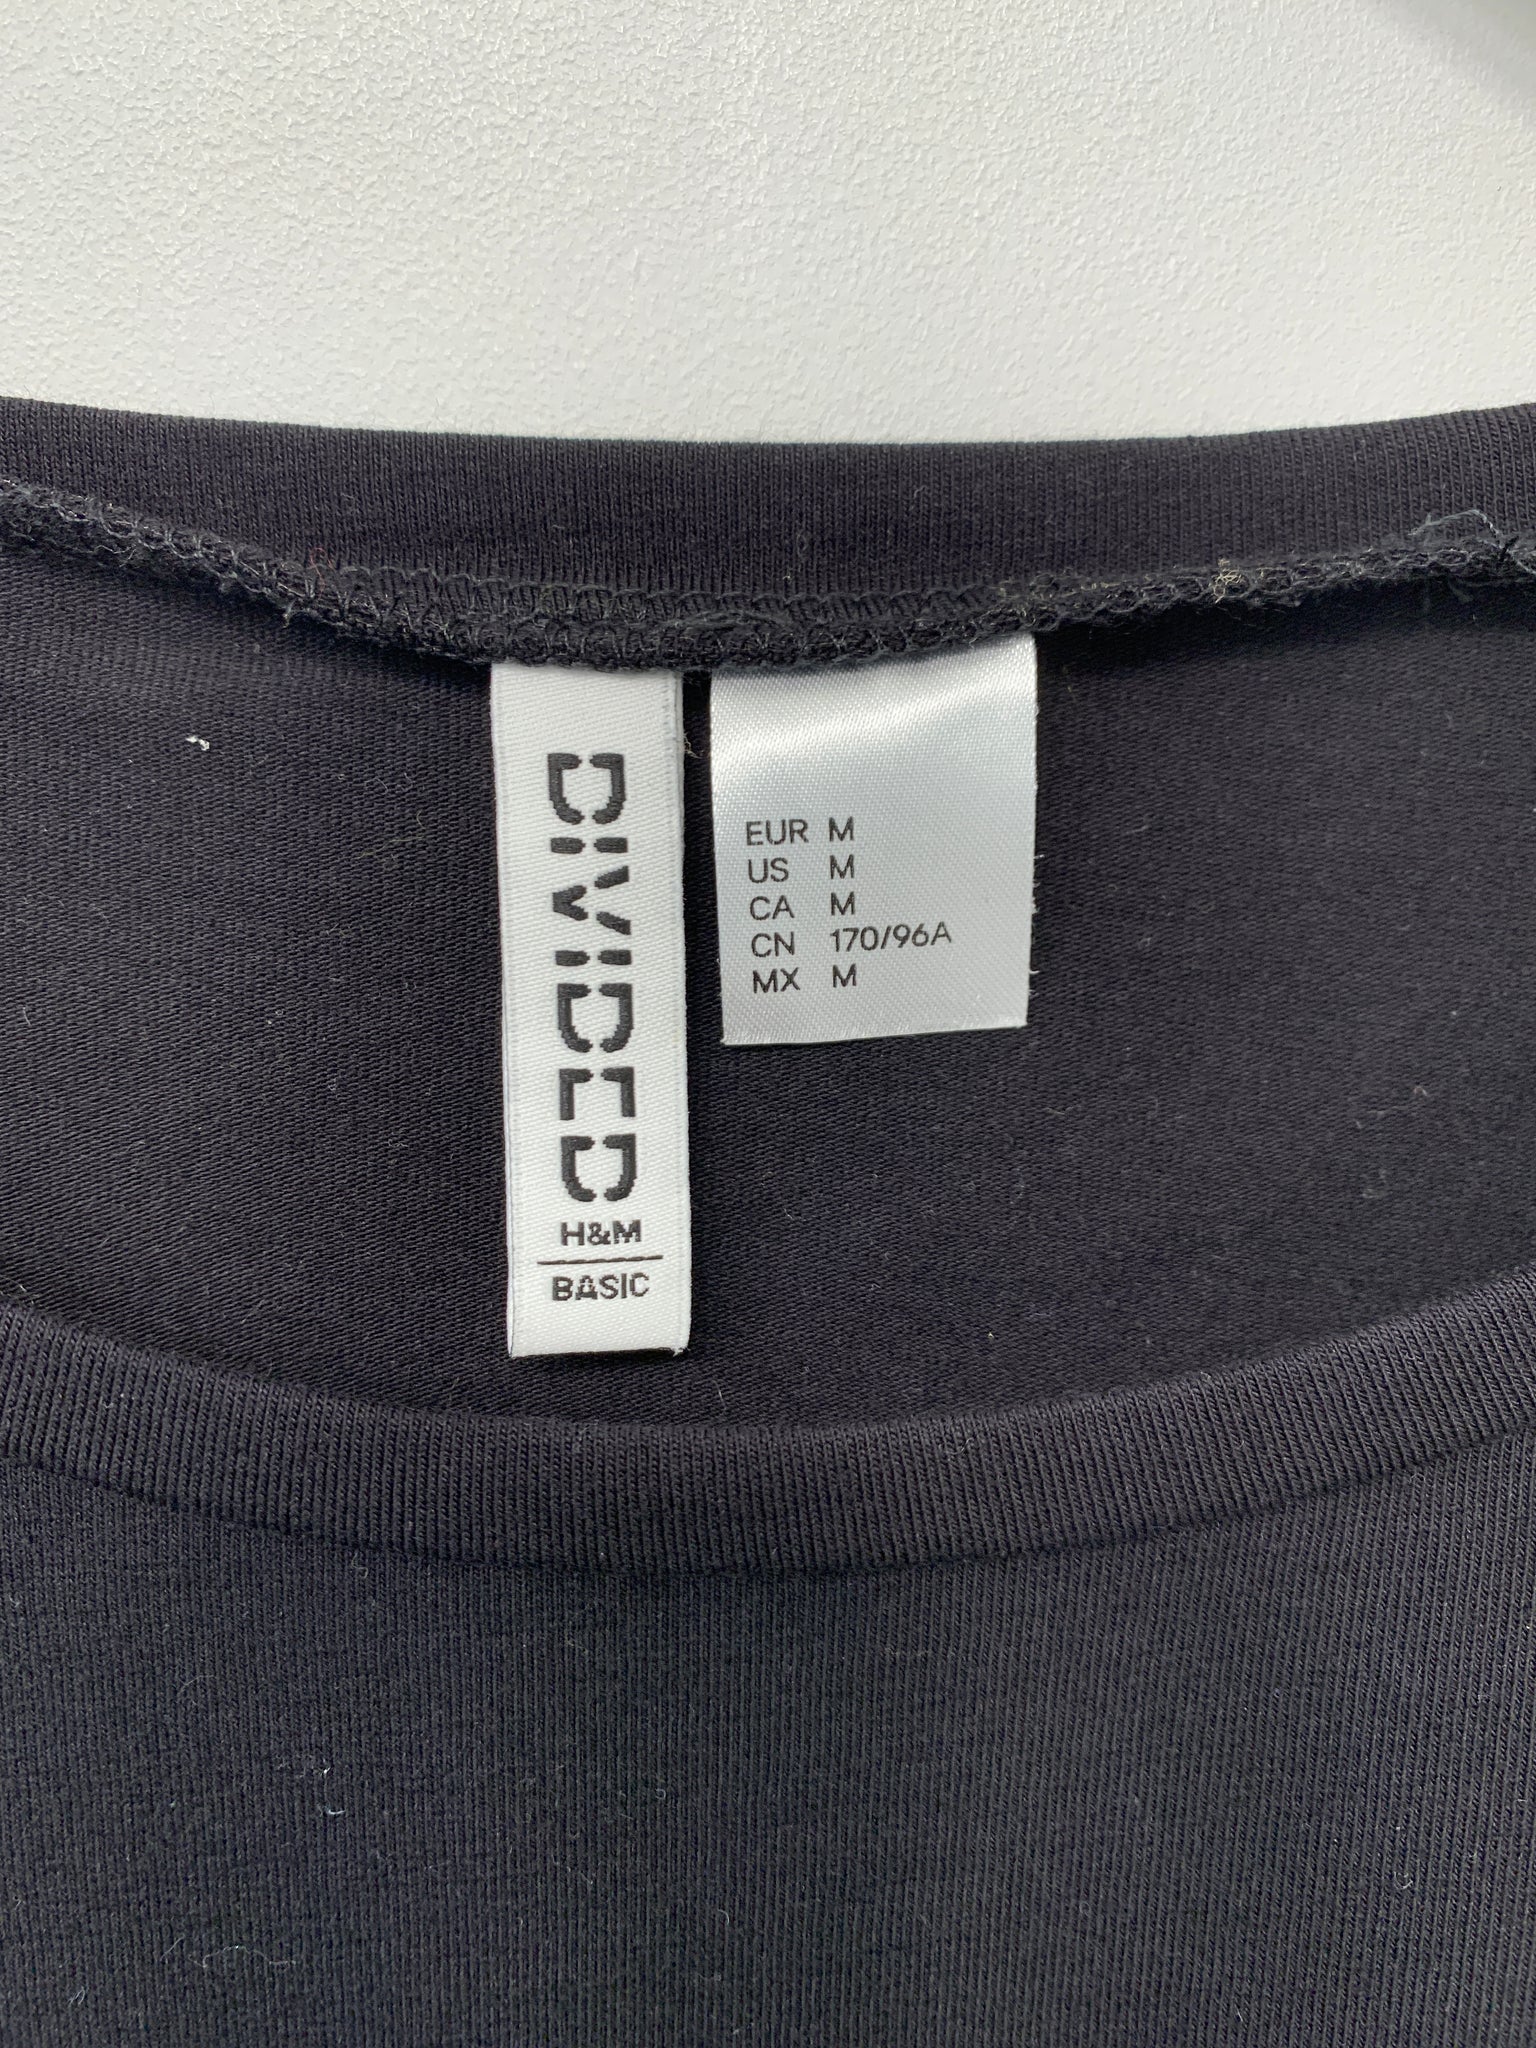 DIVIDED
H&M
BASIC
EUR M
US M
CA M
CN 170/96A
MX M